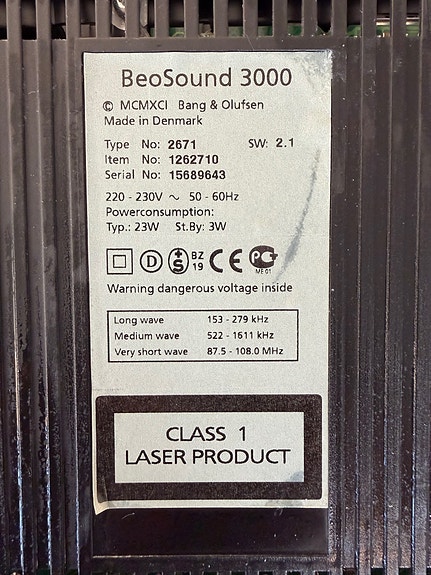 BeoSound 3000
© MCMXCI Bang & Olufsen
Made in Denmark
Type No: 2671 SW: 2.1
Item No: 1262710
Serial No: 15689643
220 - 230V ~ 50 - 60Hz
Powerconsumption:
Typ.: 23W St.By: 3W
D S BZ 19 CE PC ME 01
Warning dangerous voltage inside
Long wave 153 - 279 kHz
Medium wave 522 - 1611 kHz
Very short wave 87.5 - 108.0 MHz
CLASS 1
LASER PRODUCT